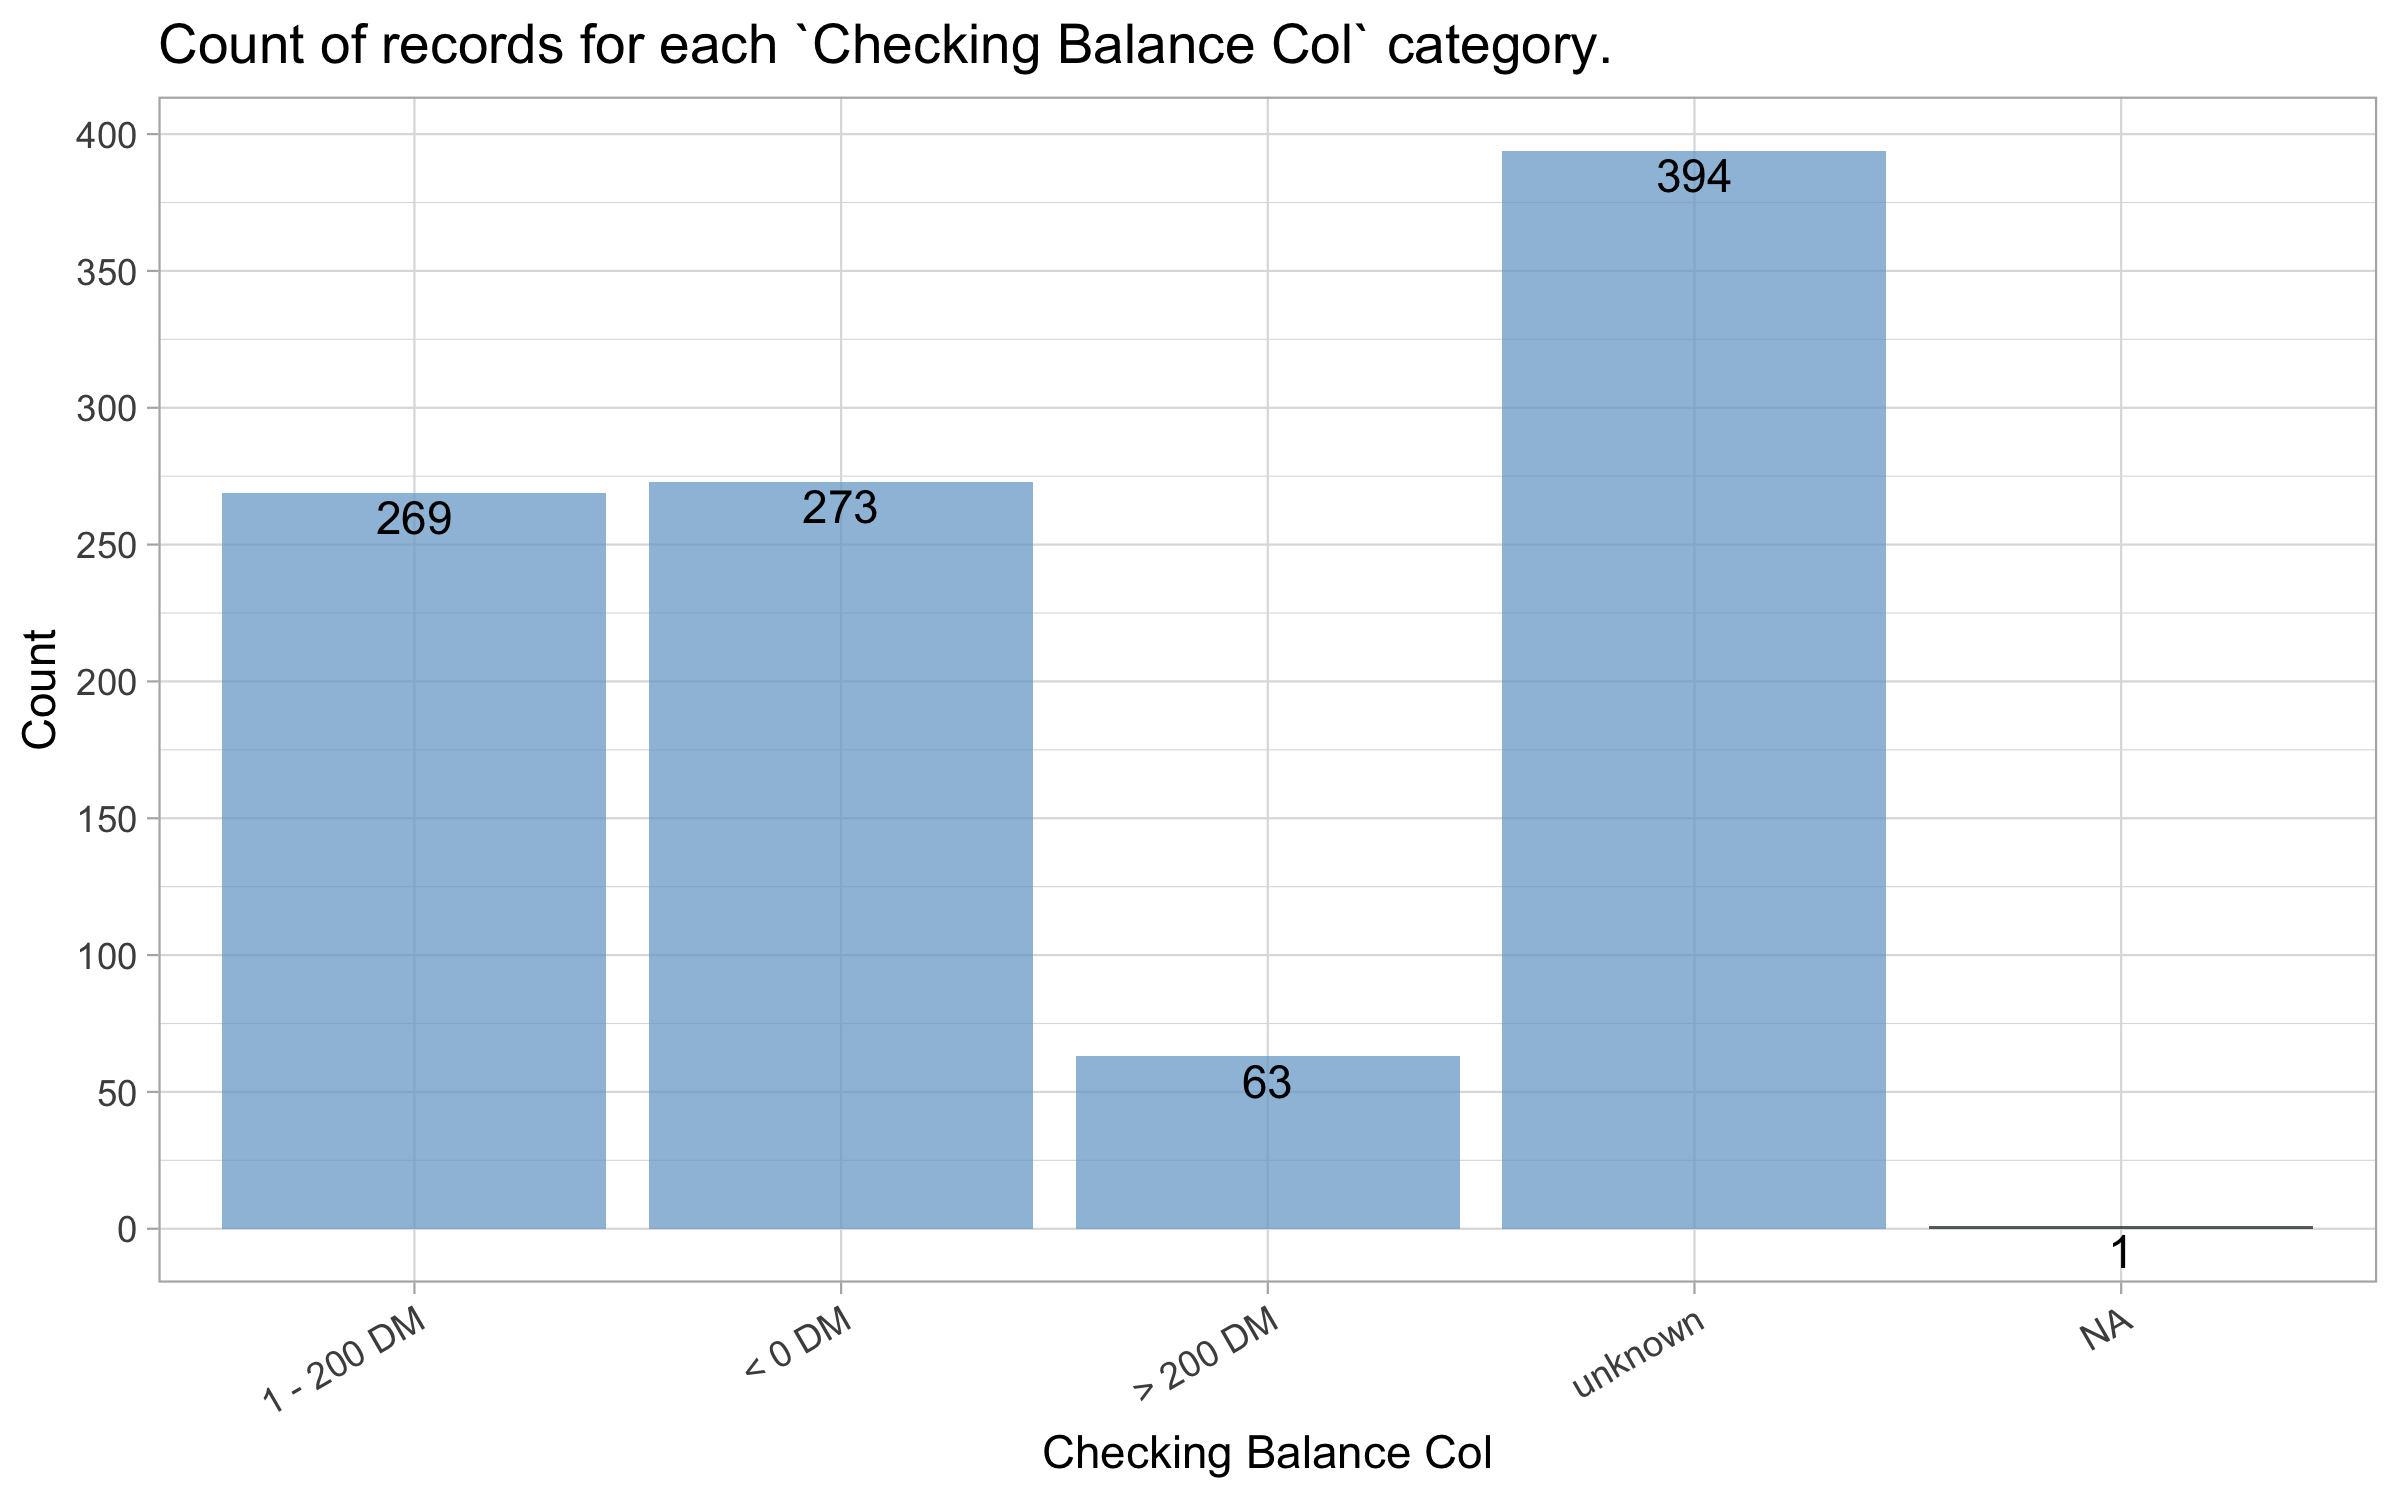 Count of records for each `Checking Balance Col` category.
Count
400
350
300
250
200
150
100
50
0
269
273
63
394
1
1 - 200 DM
< 0 DM
> 200 DM
unknown
NA
Checking Balance Col